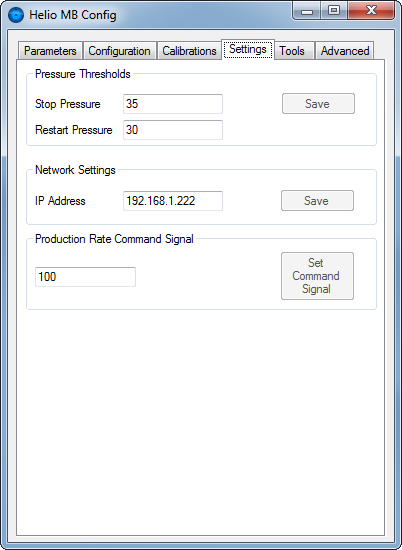 Helio MB Config
Parameters Configuration Calibrations Settings Tools Advanced
Pressure Thresholds
Stop Pressure 35 Save
Restart Pressure 30
Network Settings
IP Address 192.168.1.222 Save
Production Rate Command Signal
100
Set
Command
Signal